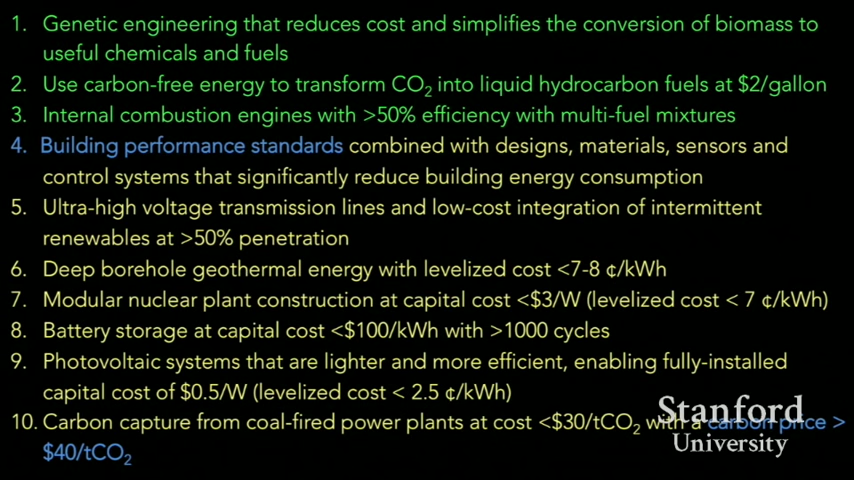 1. Genetic engineering that reduces cost and simplifies the conversion of biomass to
useful chemicals and fuels
2. Use carbon-free energy to transform CO₂ into liquid hydrocarbon fuels at $2/gallon
3. Internal combustion engines with >50% efficiency with multi-fuel mixtures
4. Building performance standards combined with designs, materials, sensors and
control systems that significantly reduce building energy consumption
5. Ultra-high voltage transmission lines and low-cost integration of intermittent
renewables at >50% penetration
6. Deep borehole geothermal energy with levelized cost <7-8 ¢/kWh
7. Modular nuclear plant construction at capital cost <$3/W (levelized cost < 7 ¢/kWh)
8. Battery storage at capital cost <$100/kWh with >1000 cycles
9. Photovoltaic systems that are lighter and more efficient, enabling fully-installed
capital cost of $0.5/W (levelized cost < 2.5 ¢/kWh)
10. Carbon capture from coal-fired power plants at cost <$30/tCO₂ with a carbon price >
$40/tCO₂
Stanford
University